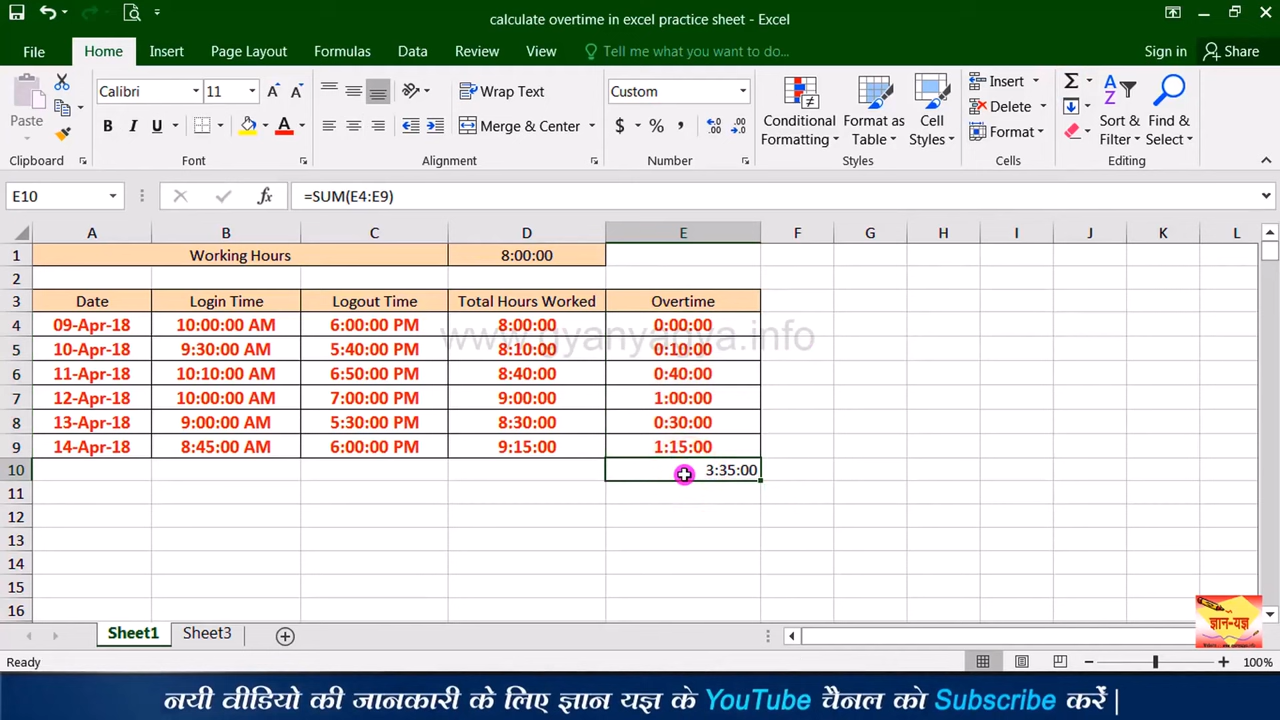 calculate overtime in excel practice sheet - Excel
File Home Insert Page Layout Formulas Data Review View Tell me what you want to do... Sign in Share
Paste Calibri 11 Wrap Text Custom Conditional Formatting Format as Table Cell Styles Insert Sort & Filter Find & Select
B I U Merge & Center $ % , Delete
Format
Clipboard Font Alignment Number Styles Cells Editing
E10 fx =SUM(E4:E9)
A B C D E F G H I J K L
1 Working Hours 8:00:00
2
3 Date Login Time Logout Time Total Hours Worked Overtime
4 09-Apr-18 10:00:00 AM 6:00:00 PM 8:00:00 0:00:00
www.gyanyagya.info
5 10-Apr-18 9:30:00 AM 5:40:00 PM 8:10:00 0:10:00
6 11-Apr-18 10:10:00 AM 6:50:00 PM 8:40:00 0:40:00
7 12-Apr-18 10:00:00 AM 7:00:00 PM 9:00:00 1:00:00
8 13-Apr-18 9:00:00 AM 5:30:00 PM 8:30:00 0:30:00
9 14-Apr-18 8:45:00 AM 6:00:00 PM 9:15:00 1:15:00
10 3:35:00
11
12
13
14
15
16
ज्ञान-यज्ञ
Sheet1 Sheet3
Ready 100%
नयी वीडियो की जानकारी के लिए ज्ञान यज्ञ के YouTube चैनल को Subscribe करें |